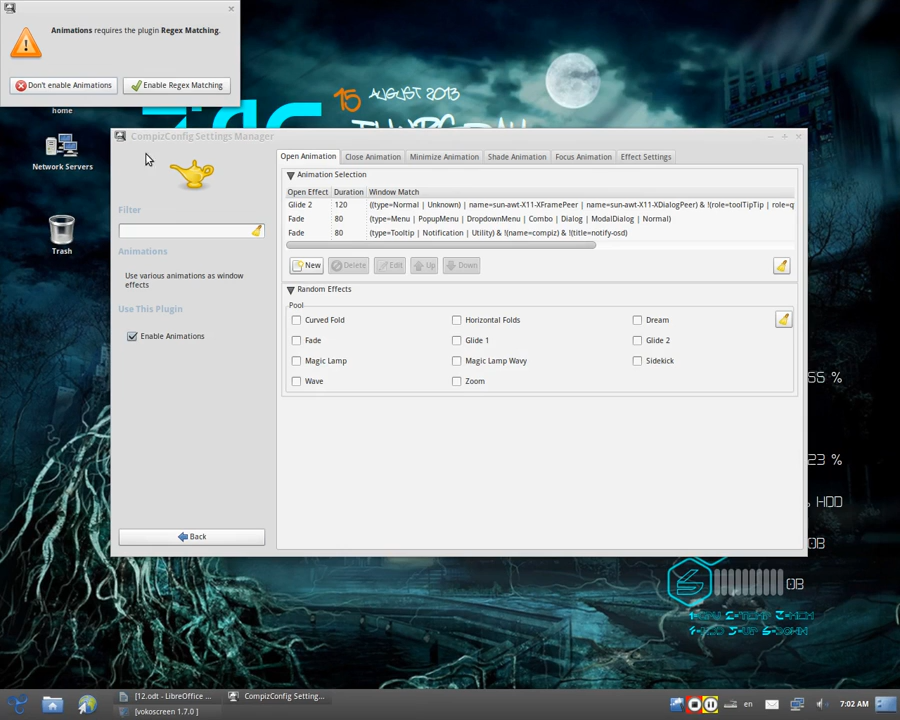 Animations requires the plugin Regex Matching.
Don't enable Animations
Enable Regex Matching
home
15 AUGUST 2013
Network Servers
Trash
CompizConfig Settings Manager
Filter
Animations
Use various animations as window
effects
Use This Plugin
Enable Animations
Back
Open Animation Close Animation Minimize Animation Shade Animation Focus Animation Effect Settings
Animation Selection
Open Effect Duration Window Match
Glide 2 120 ((type=Normal | Unknown) | name=sun-awt-X11-XFramePeer | name=sun-awt-X11-XDialogPeer) & !(role=toolTipTip | role=q
Fade 80 (type=Menu | PopupMenu | DropdownMenu | Combo | Dialog | ModalDialog | Normal)
Fade 80 (type=Tooltip | Notification | Utility) & !(name=compiz) & !(title=notify-osd)
New Delete Edit Up Down
Random Effects
Pool
Curved Fold Horizontal Folds Dream
Fade Glide 1 Glide 2
Magic Lamp Magic Lamp Wavy Sidekick
Wave Zoom
55 %
23 %
HDD
0B
0B
[12.odt - LibreOffice ...
CompizConfig Setting...
[vokoscreen 1.7.0 ]
en
7:02 AM